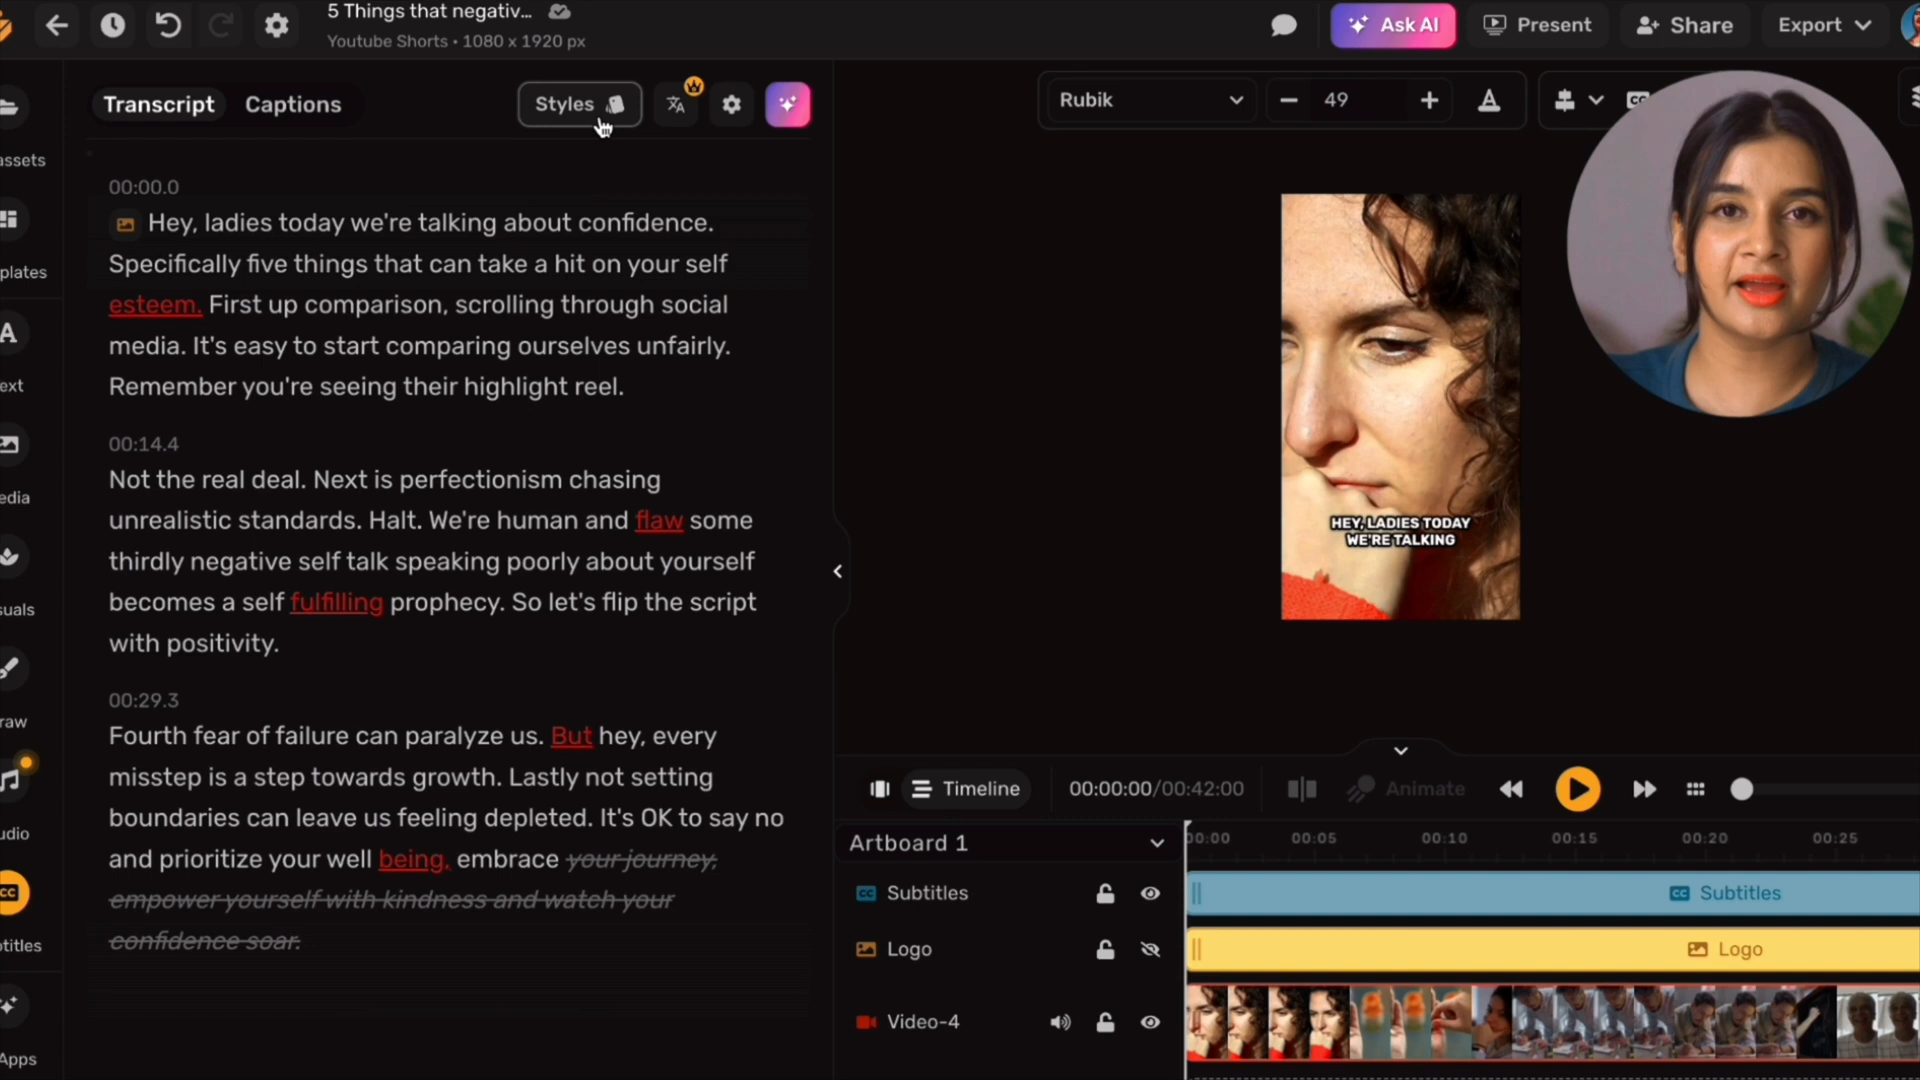 5 Things that negativ...
Youtube Shorts • 1080 x 1920 px
Ask AI
Present
Share
Export
Transcript
Captions
Styles
Rubik
49
CC
assets
plates
ext
edia
suals
raw
udio
CC
otitles
Apps
00:00.0
Hey, ladies today we're talking about confidence.
Specifically five things that can take a hit on your self
esteem. First up comparison, scrolling through social
media. It's easy to start comparing ourselves unfairly.
Remember you're seeing their highlight reel.
00:14.4
Not the real deal. Next is perfectionism chasing
unrealistic standards. Halt. We're human and flaw some
thirdly negative self talk speaking poorly about yourself
becomes a self fulfilling prophecy. So let's flip the script
with positivity.
00:29.3
Fourth fear of failure can paralyze us. But hey, every
misstep is a step towards growth. Lastly not setting
boundaries can leave us feeling depleted. It's OK to say no
and prioritize your well being, embrace your journey,
empower yourself with kindness and watch your
confidence soar.
HEY, LADIES TODAY
WE'RE TALKING
Timeline
00:00:00/00:42:00
Animate
Artboard 1
00:00 00:05 00:10 00:15 00:20 00:25
CC Subtitles
CC Subtitles
Logo
Logo
Video-4